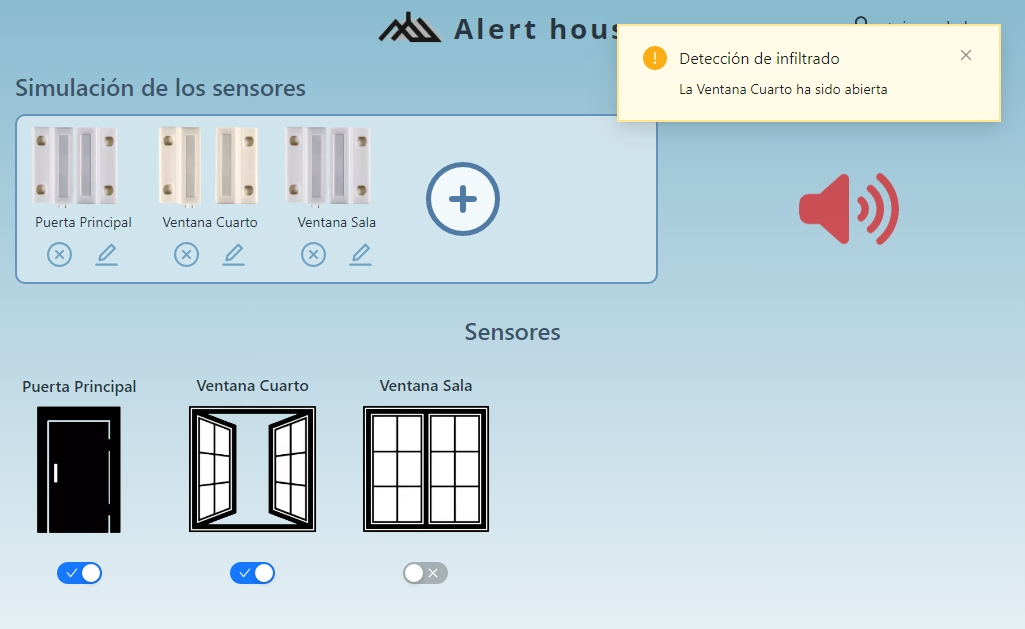 Alert hous
Detección de infiltrado
La Ventana Cuarto ha sido abierta
Simulación de los sensores
Puerta Principal
Ventana Cuarto
Ventana Sala
Sensores
Puerta Principal
Ventana Cuarto
Ventana Sala